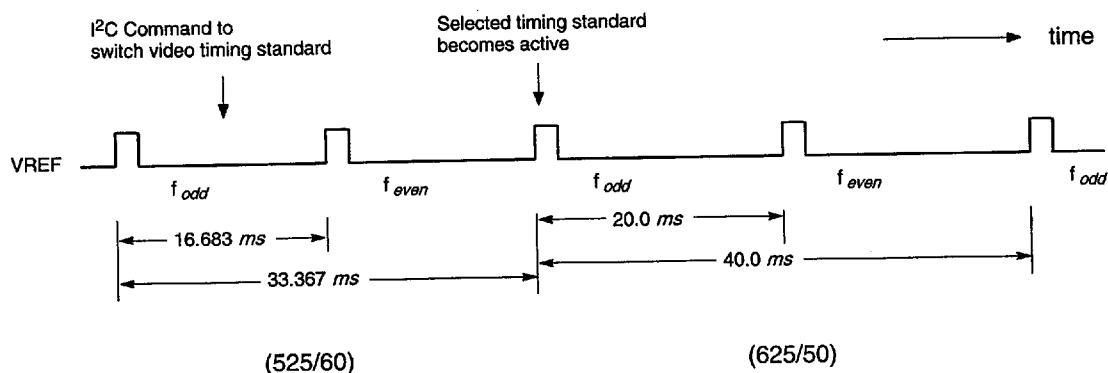 I²C Command to
switch video timing standard
Selected timing standard
becomes active
time
VREF
f odd
f even
f odd
f even
f odd
16.683 ms
20.0 ms
33.367 ms
40.0 ms
(525/60)
(625/50)